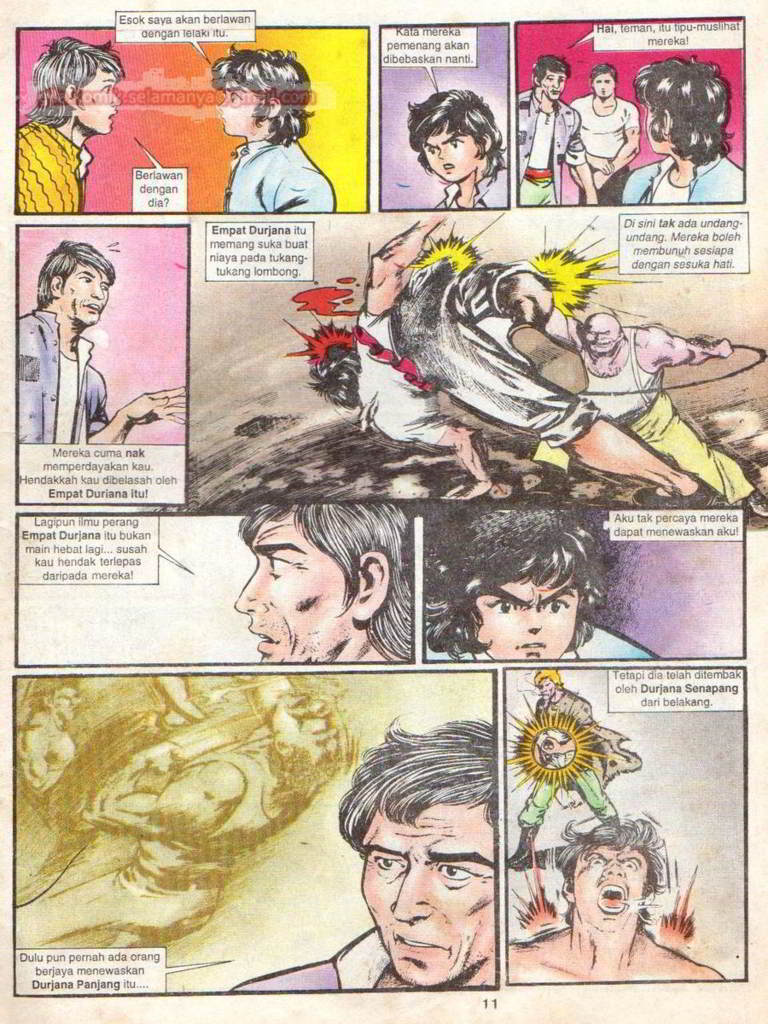 Esok saya akan berlawan
dengan lelaki itu.
Berlawan
dengan
dia?
Kata mereka
pemenang akan
dibebaskan nanti.
Hai, teman, itu tipu-muslihat
mereka!
Mereka cuma nak
memperdayakan kau.
Hendakkah kau dibelasah oleh
Empat Durjana itu!
Empat Durjana itu
memang suka buat
niaya pada tukang-
tukang lombong.
Di sini tak ada undang-
undang. Mereka boleh
membunuh sesiapa
dengan sesuka hati.
Lagipun ilmu perang
Empat Durjana itu bukan
main hebat lagi... susah
kau hendak terlepas
daripada mereka!
Aku tak percaya mereka
dapat menewaskan aku!
Dulu pun pernah ada orang
berjaya menewaskan
Durjana Panjang itu....
Tetapi dia telah ditembak
oleh Durjana Senapang
dari belakang.
11